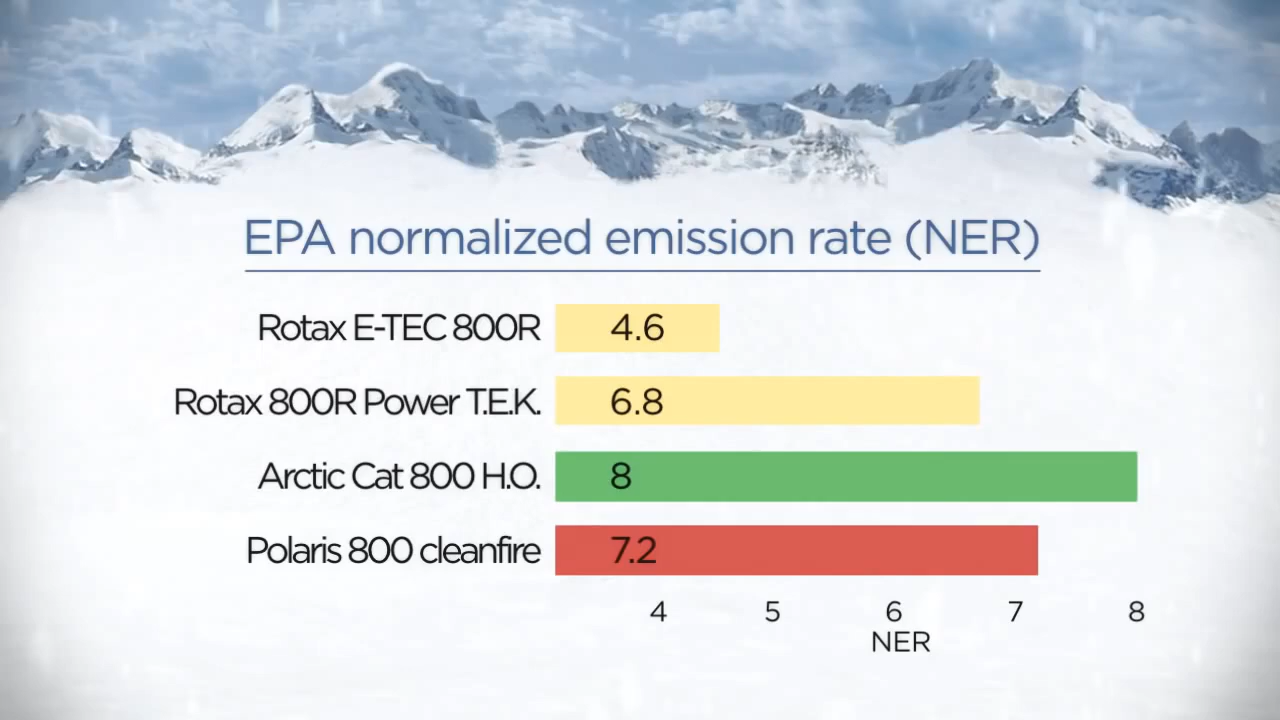 EPA normalized emission rate (NER)
Rotax E-TEC 800R 4.6
Rotax 800R Power T.E.K. 6.8
Arctic Cat 800 H.O. 8
Polaris 800 cleanfire 7.2
4 5 6 7 8
NER